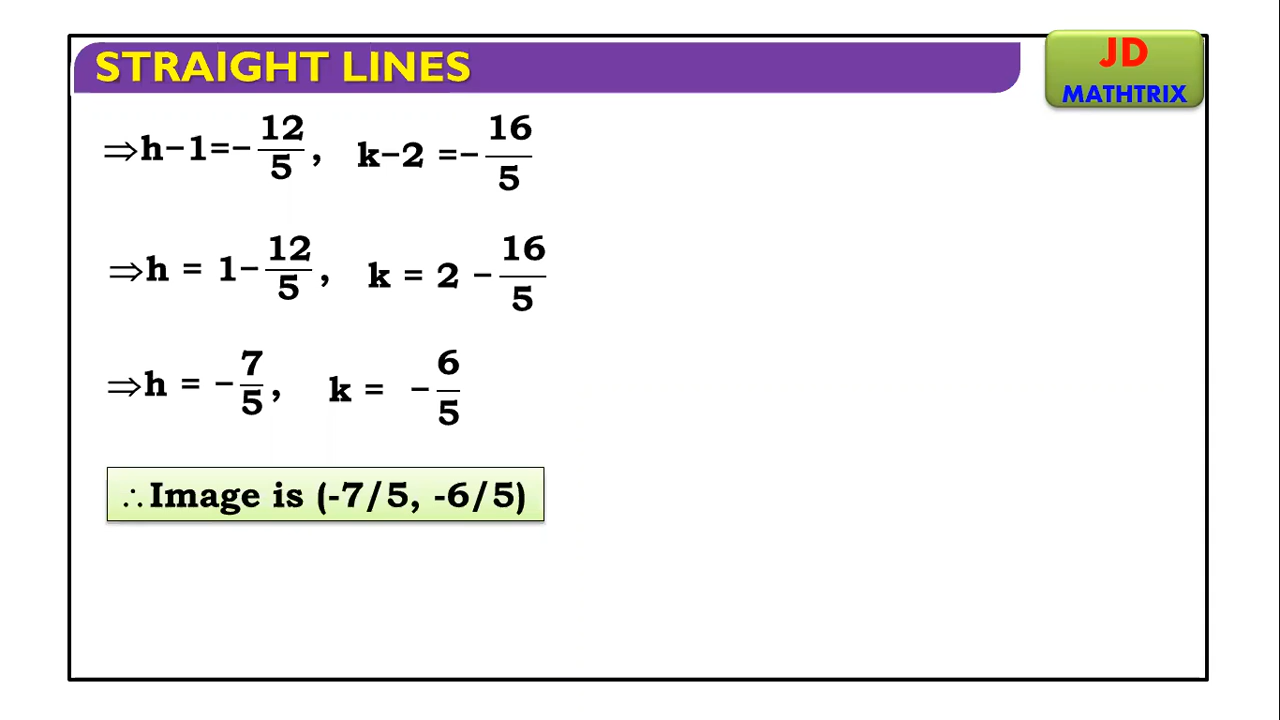 STRAIGHT LINES
JD
MATHTRIX
⇒h−1=−12/5, k−2 =−16/5
⇒h = 1−12/5, k = 2 −16/5
⇒h = −7/5, k = −6/5
∴Image is (-7/5, -6/5)